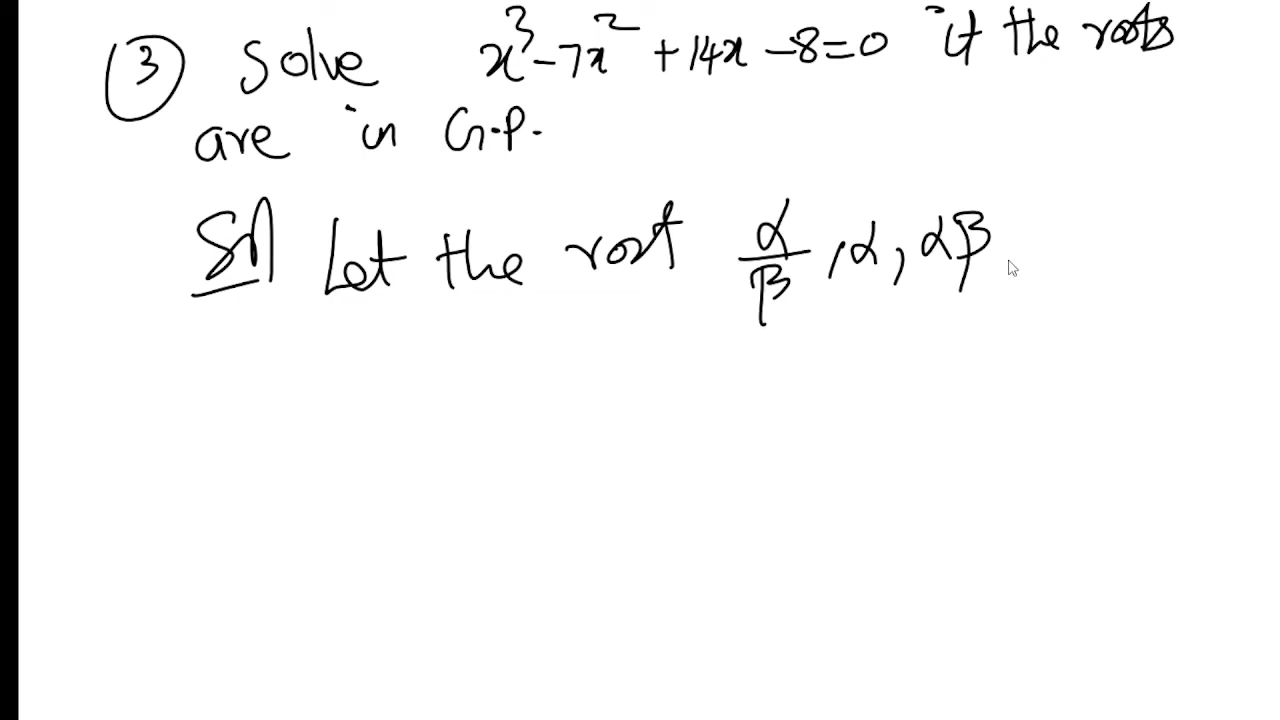 ③ Solve x³-7x²+14x-8=0 if the roots
are in G.P.
Sol Let the root α/β, α, αβ